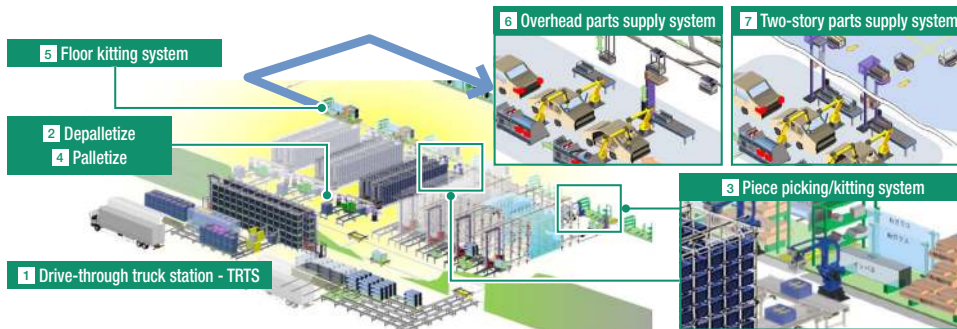 6 Overhead parts supply system
7 Two-story parts supply system
5 Floor kitting system
2 Depalletize
4 Palletize
3 Piece picking/kitting system
1 Drive-through truck station - TRTS